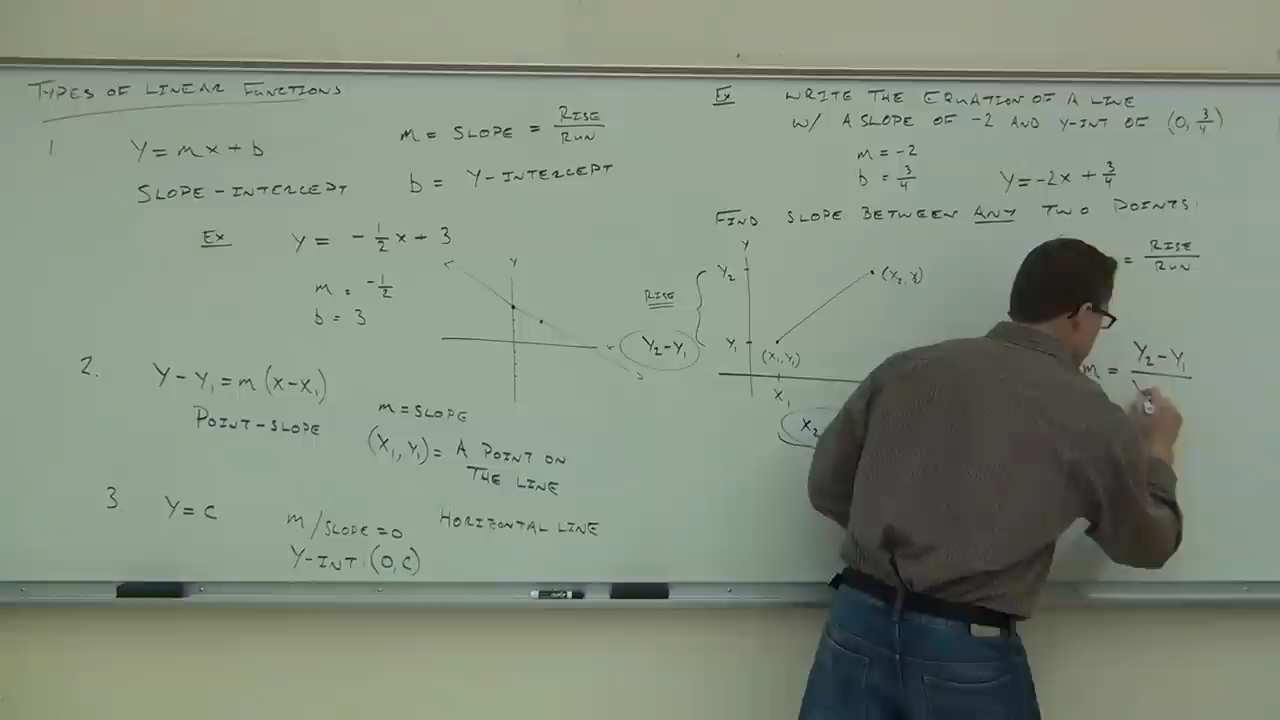 TYPES OF LINEAR FUNCTIONS
1. Y = mx + b
SLOPE-INTERCEPT
m = SLOPE = RISE/RUN
b = Y-INTERCEPT
Ex Y = -1/2 x + 3
m = -1/2
b = 3
Y
X
2. Y - Y₁ = m(x - x₁)
POINT-SLOPE
m = SLOPE
(X₁, Y₁) = A POINT ON
THE LINE
3 Y = C
m/SLOPE = 0
Y-INT: (0, C)
HORIZONTAL LINE
Ex WRITE THE EQUATION OF A LINE
W/ A SLOPE OF -2 AND Y-INT OF (0, 3/4)
m = -2
b = 3/4
Y = -2x + 3/4
FIND SLOPE BETWEEN ANY TWO POINTS:
Y
Y₂
(X₂, Y)
RISE
Y₂ - Y₁
Y₁
(X₁, Y₁)
X₁
X₂
= RISE/RUN
m = Y₂ - Y₁